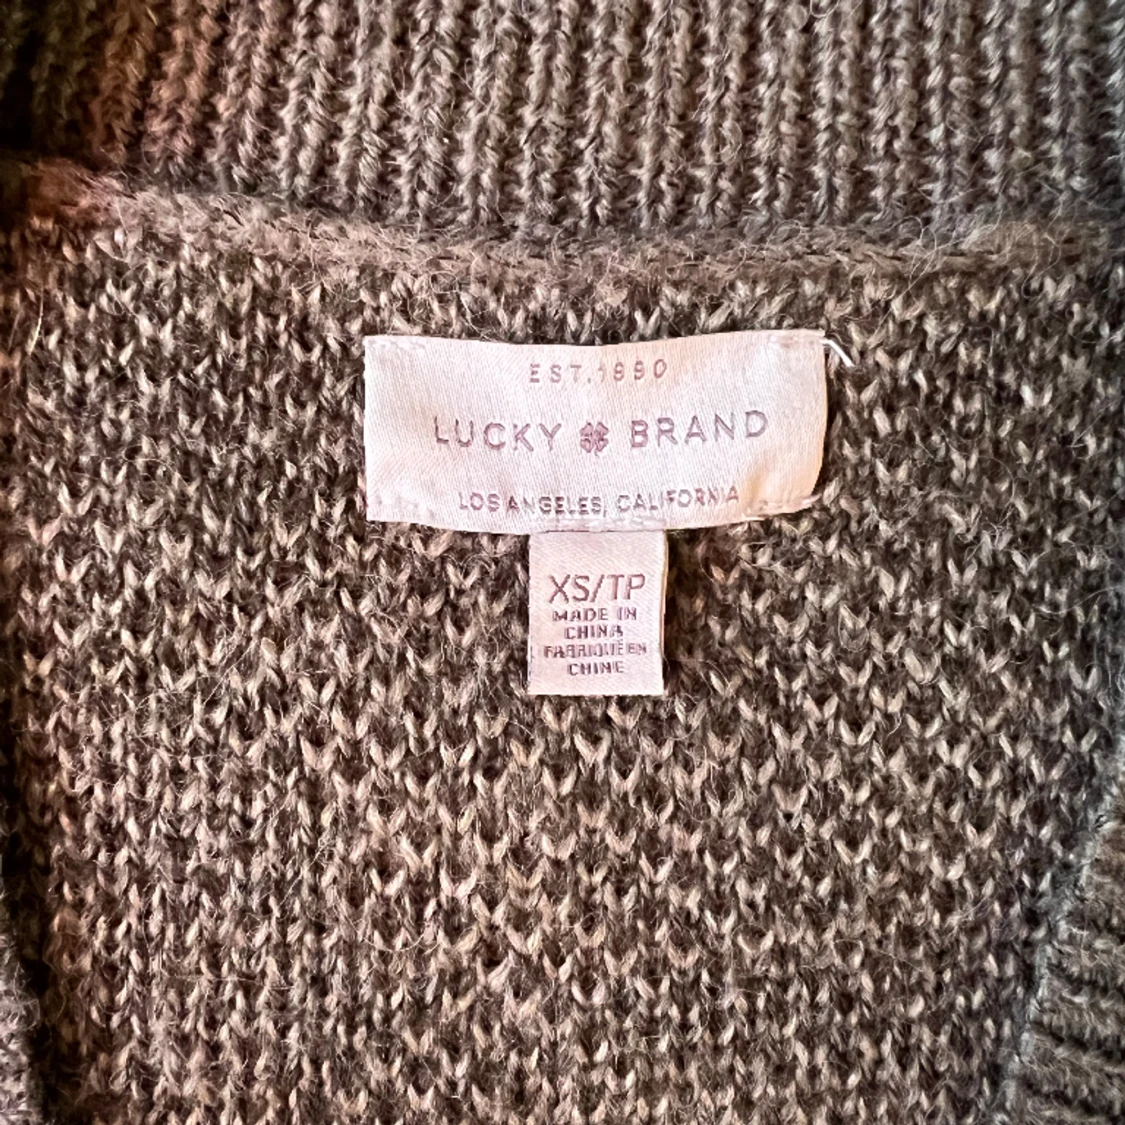 EST.1990
LUCKY BRAND
LOS ANGELES, CALIFORNIA
XS/TP
MADE IN
CHINA
FABRIQUÉ EN
CHINE